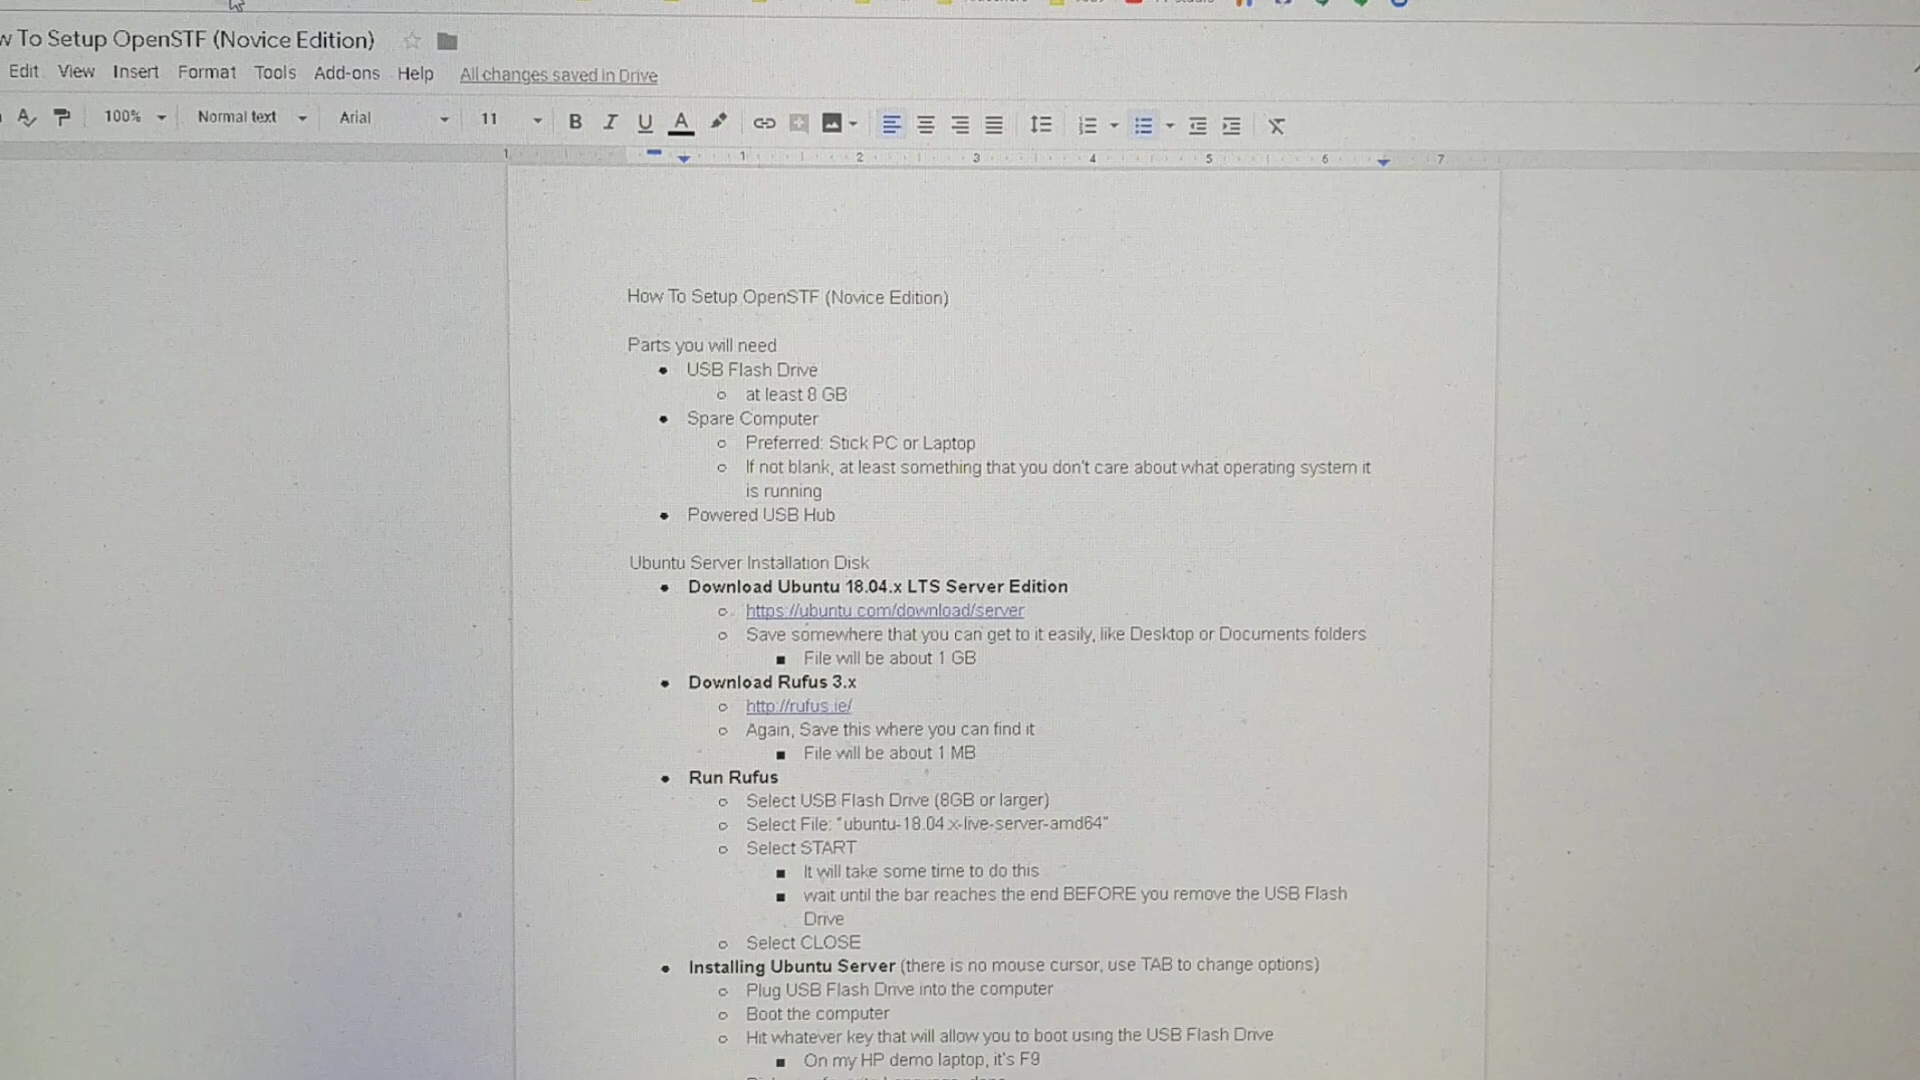 w To Setup OpenSTF (Novice Edition)
Edit View Insert Format Tools Add-ons Help All changes saved in Drive
100% Normal text Arial 11 B I U A
1 1 2 3 4 5 6 7
How To Setup OpenSTF (Novice Edition)
Parts you will need
● USB Flash Drive
○ at least 8 GB
● Spare Computer
○ Preferred: Stick PC or Laptop
○ If not blank, at least something that you don't care about what operating system it
is running
● Powered USB Hub
Ubuntu Server Installation Disk
● Download Ubuntu 18.04.x LTS Server Edition
○ https://ubuntu.com/download/server
○ Save somewhere that you can get to it easily, like Desktop or Documents folders
■ File will be about 1 GB
● Download Rufus 3.x
○ http://rufus.ie/
○ Again, Save this where you can find it
■ File will be about 1 MB
● Run Rufus
○ Select USB Flash Drive (8GB or larger)
○ Select File: "ubuntu-18.04.x-live-server-amd64"
○ Select START
■ It will take some time to do this
■ wait until the bar reaches the end BEFORE you remove the USB Flash
Drive
○ Select CLOSE
● Installing Ubuntu Server (there is no mouse cursor, use TAB to change options)
○ Plug USB Flash Drive into the computer
○ Boot the computer
○ Hit whatever key that will allow you to boot using the USB Flash Drive
■ On my HP demo laptop, it's F9